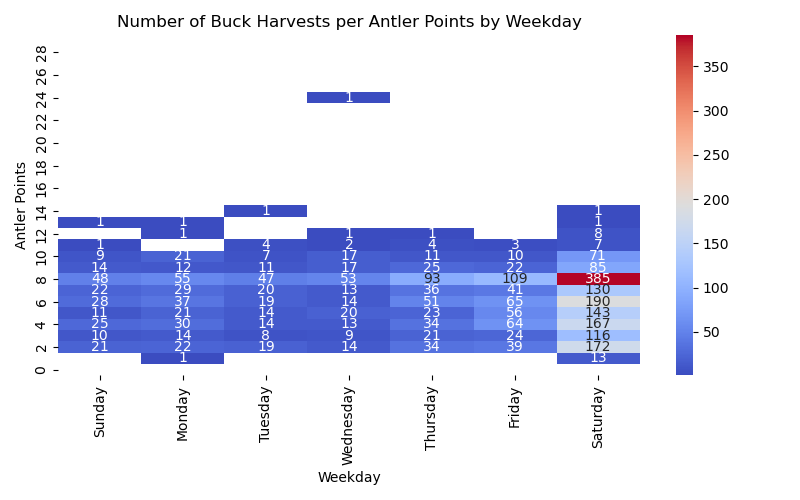 Number of Buck Harvests per Antler Points by Weekday
28
26
24 1
22
20
18
16
14 1 1
1 1 1
12 1 1 1 8
1 4 2 4 3 7
10 9 21 7 17 11 10 71
14 12 11 17 25 22 85
8 48 55 47 53 93 109 385
22 29 20 13 36 41 130
6 28 37 19 14 51 65 190
11 21 14 20 23 56 143
4 25 30 14 13 34 64 167
10 14 8 9 21 24 116
2 21 22 19 14 34 39 172
1 13
0
Antler Points
Sunday Monday Tuesday Wednesday Thursday Friday Saturday
Weekday
350
300
250
200
150
100
50